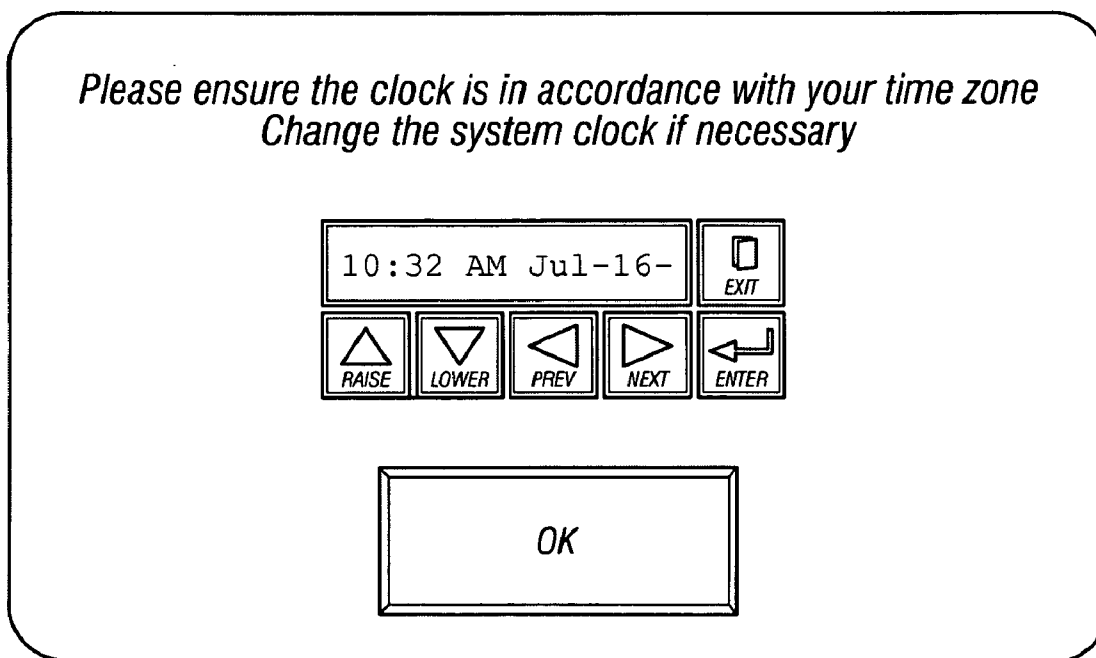 Please ensure the clock is in accordance with your time zone
Change the system clock if necessary
10:32 AM Jul-16-
EXIT
RAISE
LOWER
PREV
NEXT
ENTER
OK